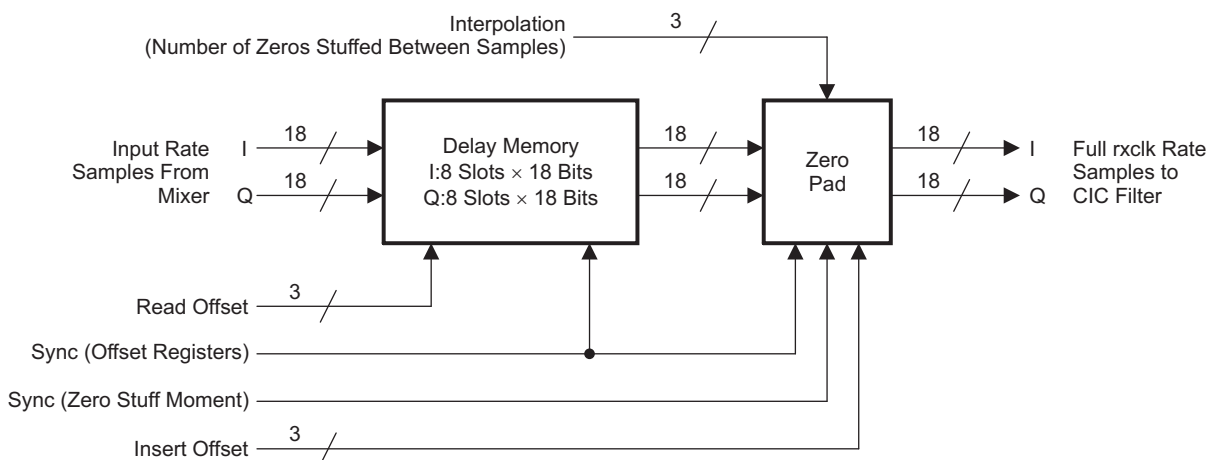 Interpolation
(Number of Zeros Stuffed Between Samples)
3
Input Rate
Samples From
Mixer
I
Q
18
18
Delay Memory
I:8 Slots × 18 Bits
Q:8 Slots × 18 Bits
18
18
Zero
Pad
18
18
I
Q
Full rxclk Rate
Samples to
CIC Filter
Read Offset
3
Sync (Offset Registers)
Sync (Zero Stuff Moment)
Insert Offset
3